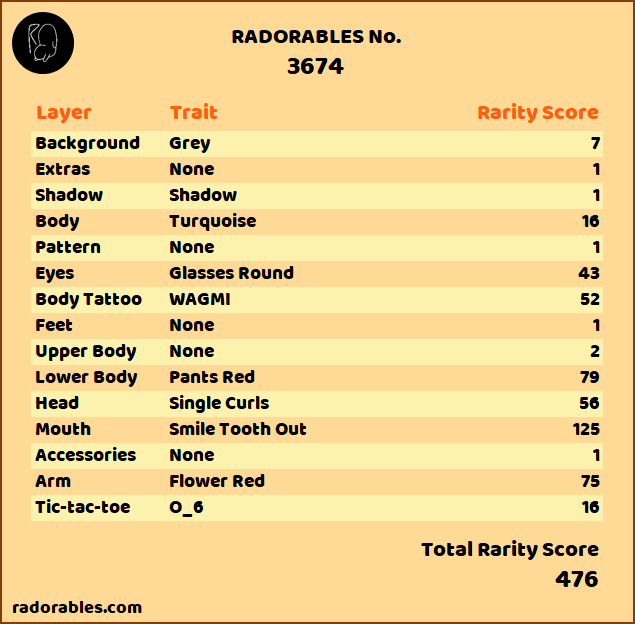 RADORABLES No.
3674
Layer Trait Rarity Score
Background Grey 7
Extras None 1
Shadow Shadow 1
Body Turquoise 16
Pattern None 1
Eyes Glasses Round 43
Body Tattoo WAGMI 52
Feet None 1
Upper Body None 2
Lower Body Pants Red 79
Head Single Curls 56
Mouth Smile Tooth Out 125
Accessories None 1
Arm Flower Red 75
Tic-tac-toe O_6 16
Total Rarity Score
476
radorables.com